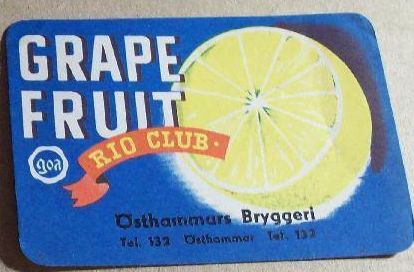 GRAPE
FRUIT
RIO CLUB·
goa
Östhammars Bryggeri
Tel. 132 Östhammar Tel. 132